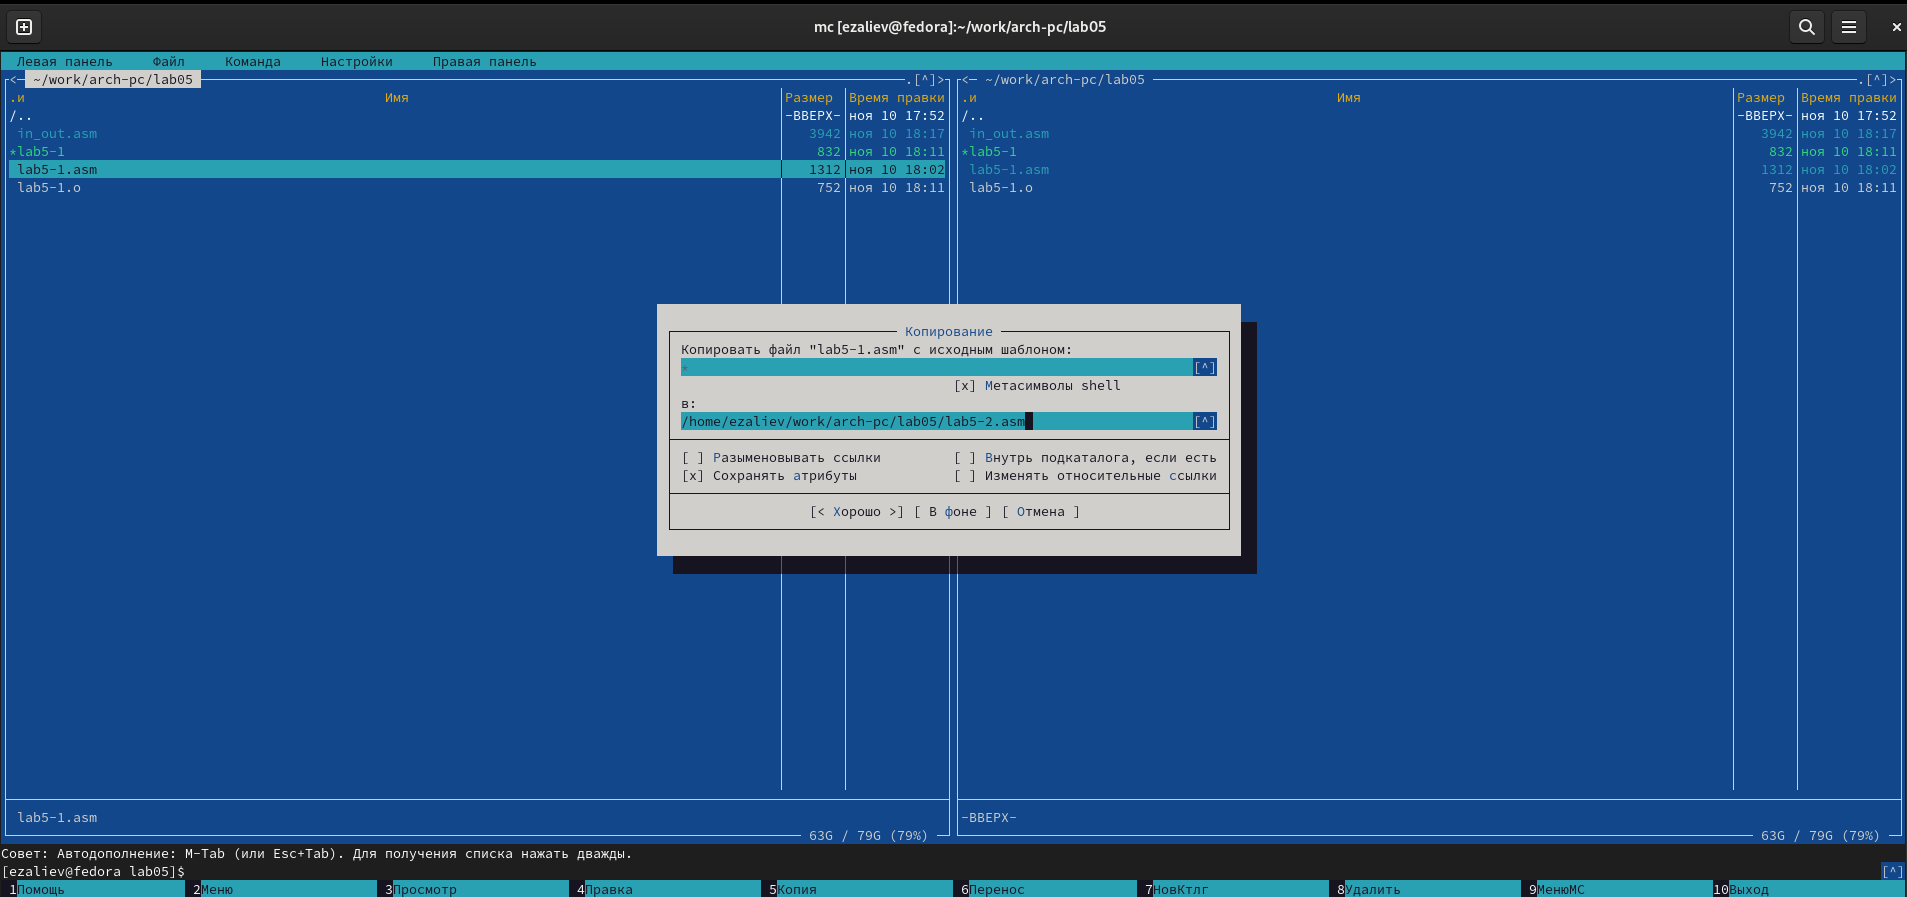 mc [ezaliev@fedora]:~/work/arch-pc/lab05
Левая панель Файл Команда Настройки Правая панель
<─ ~/work/arch-pc/lab05 .[^]> <─ ~/work/arch-pc/lab05 .[^]>
.и Имя Размер Время правки .и Имя Размер Время правки
/.. -ВВЕРХ- ноя 10 17:52 /.. -ВВЕРХ- ноя 10 17:52
in_out.asm 3942 ноя 10 18:17 in_out.asm 3942 ноя 10 18:17
*lab5-1 832 ноя 10 18:11 *lab5-1 832 ноя 10 18:11
lab5-1.asm 1312 ноя 10 18:02 lab5-1.asm 1312 ноя 10 18:02
lab5-1.o 752 ноя 10 18:11 lab5-1.o 752 ноя 10 18:11
Копирование
Копировать файл "lab5-1.asm" с исходным шаблоном:
* [^]
[x] Метасимволы shell
в:
/home/ezaliev/work/arch-pc/lab05/lab5-2.asm [^]
[ ] Разыменовывать ссылки [ ] Внутрь подкаталога, если есть
[x] Сохранять атрибуты [ ] Изменять относительные ссылки
[< Хорошо >] [ В фоне ] [ Отмена ]
lab5-1.asm -ВВЕРХ-
63G / 79G (79%) 63G / 79G (79%)
Совет: Автодополнение: M-Tab (или Esc+Tab). Для получения списка нажать дважды.
[ezaliev@fedora lab05]$ [^]
1Помощь 2Меню 3Просмотр 4Правка 5Копия 6Перенос 7НовКтлг 8Удалить 9МенюMC 10Выход